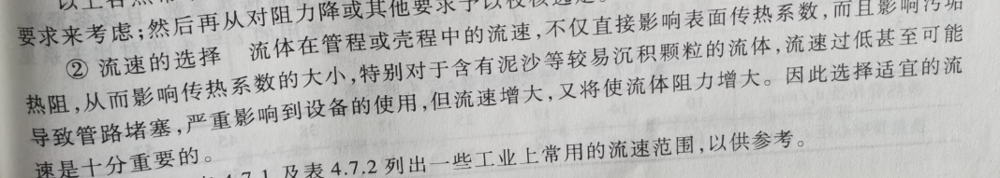 要求来考虑;然后再从对阻力降或其他要求予以校核选定。
② 流速的选择 流体在管程或壳程中的流速,不仅直接影响表面传热系数,而且影响污垢
热阻,从而影响传热系数的大小,特别对于含有泥沙等较易沉积颗粒的流体,流速过低甚至可能
导致管路堵塞,严重影响到设备的使用,但流速增大,又将使流体阻力增大。因此选择适宜的流
速是十分重要的。
4.7.1 及表 4.7.2 列出一些工业上常用的流速范围,以供参考。